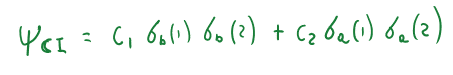 ψ_CI = c₁ σ_b(1) σ_b(2) + c₂ σ_a(1) σ_a(2)